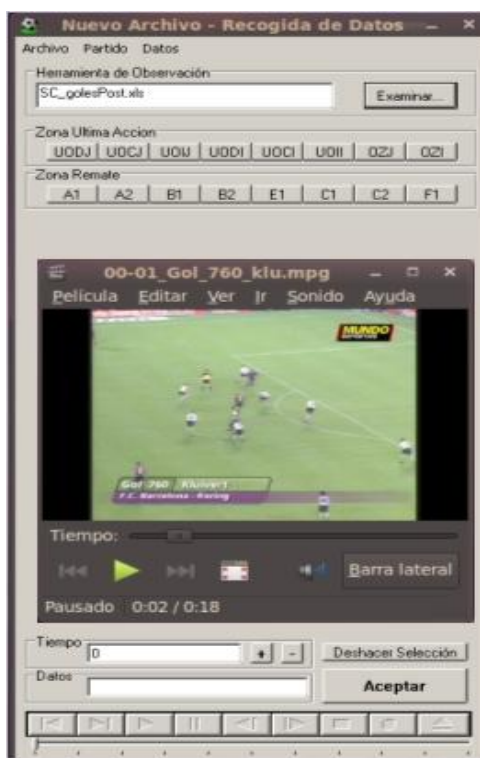 Nuevo Archivo - Recogida de Datos
Archivo Partido Datos
Herramienta de Observación
SC_golesPost.xls
Examinar...
Zona Ultima Accion
UODJ UOCJ UOIJ UODI UOCI UOII OZJ OZI
Zona Remate
A1 A2 B1 B2 E1 C1 C2 F1
00-01_Gol_760_klu.mpg
Película Editar Ver Ir Sonido Ayuda
MUNDO
Gol 760 Kluivert
F.C. Barcelona - Racing
Tiempo:
Barra lateral
Pausado 0:02 / 0:18
Tiempo
0
+ -
Deshacer Selección
Datos
Aceptar